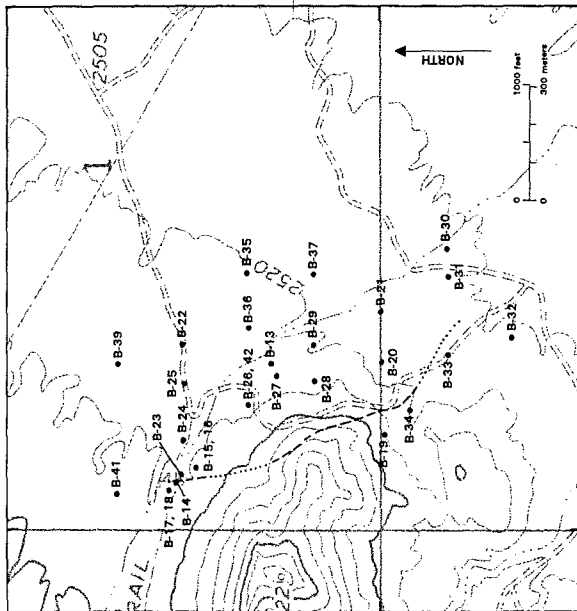 2505
1
NORTH
1000 feet
0
300 meters
0
B-39
B-41
B-22
B-25
B-24
B-23
B-15, 16
B-17, 18
B-14
RAIL
B-35
B-36
B-26, 42
B-13
B-27
2520
B-37
B-29
B-28
B-21
B-20
B-19
B-30
B-31
B-33
B-34
B-32